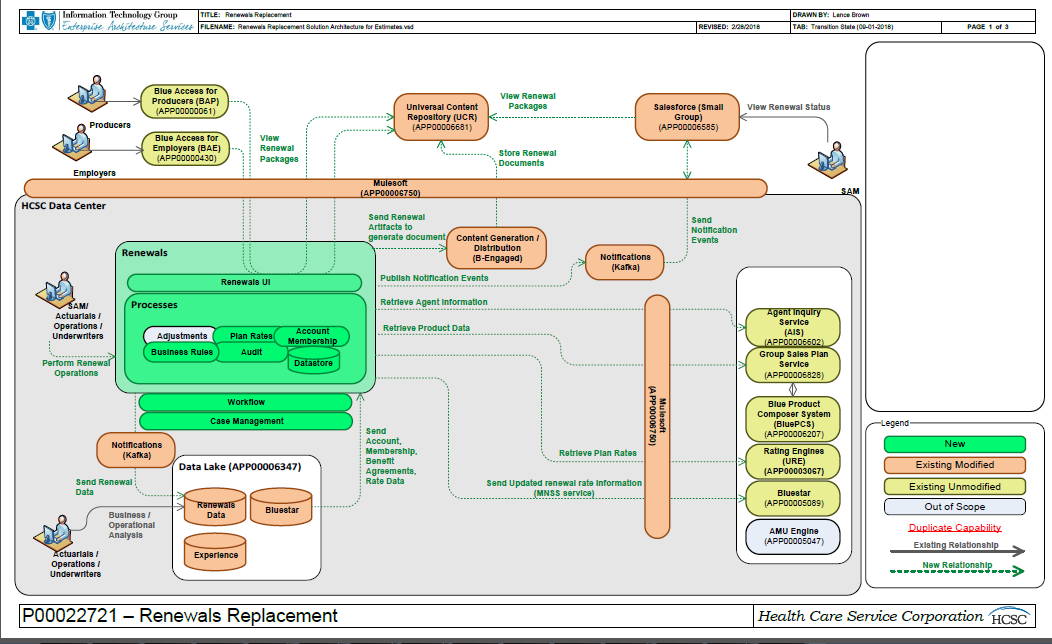 Information Technology Group
Enterprise Architecture Services
TITLE: Renewals Replacement
DRAWN BY: Lance Brown
FILENAME: Renewals Replacement Solution Architecture for Estimates.vsd
REVISED: 2/28/2018
TAB: Transition State (09-01-2018)
PAGE 1 of 3
Producers
Blue Access for
Producers (BAP)
(APP00000061)
Employers
Blue Access for
Employers (BAE)
(APP00000430)
View
Renewal
Packages
Universal Content
Repository (UCR)
(APP00006681)
View Renewal
Packages
Salesforce (Small
Group)
(APP00006585)
View Renewal Status
SAM
Store Renewal
Documents
Mulesoft
(APP00006750)
HCSC Data Center
Send Renewal
Artifacts to
generate document
Content Generation /
Distribution
(B-Engaged)
Send
Notification
Events
Notifications
(Kafka)
Renewals
Renewals UI
Publish Notification Events
Processes
Retrieve Agent Information
Adjustments
Plan Rates
Account
Membership
Business Rules
Audit
Datastore
Retrieve Product Data
SAM/
Actuarials /
Operations /
Underwriters
Perform Renewal
Operations
Workflow
Case Management
Mulesoft
(APP00006750)
Agent Inquiry
Service
(AIS)
(APP00006602)
Group Sales Plan
Service
(APP00006828)
Blue Product
Composer System
(BluePCS)
(APP00006207)
Rating Engines
(URE)
(APP00003067)
Bluestar
(APP00005089)
AMU Engine
(APP00005047)
Notifications
(Kafka)
Send
Account,
Membership,
Benefit
Agreements,
Rate Data
Retrieve Plan Rates
Send Updated renewal rate Information
(MNSS service)
Send Renewal
Data
Data Lake (APP00006347)
Renewals
Data
Bluestar
Experience
Business /
Operational
Analysis
Actuarials /
Operations /
Underwriters
Legend
New
Existing Modified
Existing Unmodified
Out of Scope
Duplicate Capability
Existing Relationship
New Relationship
P00022721 – Renewals Replacement
Health Care Service Corporation
HCSC